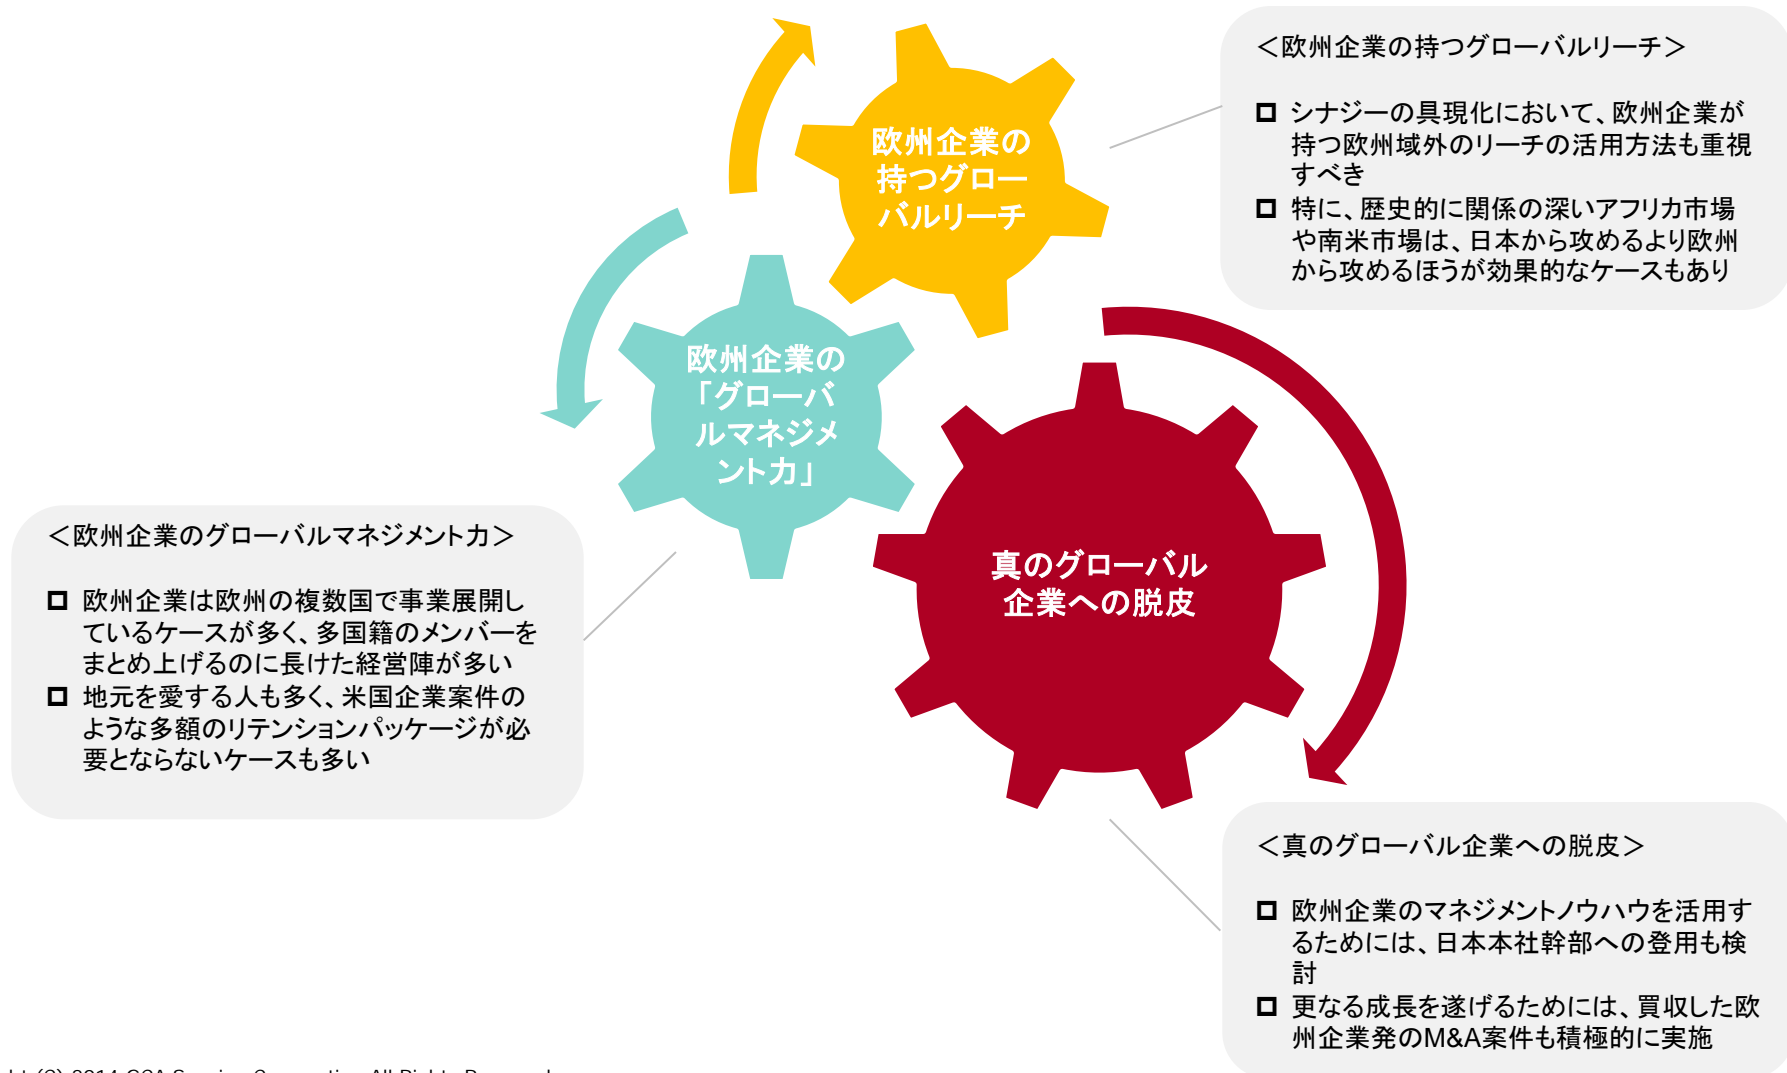 ＜欧州企業の持つグローバルリーチ＞
シナジーの具現化において、欧州企業が
持つ欧州域外のリーチの活用方法も重視
すべき
特に、歴史的に関係の深いアフリカ市場
や南米市場は、日本から攻めるより欧州
から攻めるほうが効果的なケースもあり
欧州企業の
持つグロー
バルリーチ
欧州企業の
「グローバ
ルマネジメ
ント力」
＜欧州企業のグローバルマネジメント力＞
欧州企業は欧州の複数国で事業展開し
ているケースが多く、多国籍のメンバーを
まとめ上げるのに長けた経営陣が多い
地元を愛する人も多く、米国企業案件の
ような多額のリテンションパッケージが必
要とならないケースも多い
真のグローバル
企業への脱皮
＜真のグローバル企業への脱皮＞
欧州企業のマネジメントノウハウを活用す
るためには、日本本社幹部への登用も検
討
更なる成長を遂げるためには、買収した欧
州企業発のM&A案件も積極的に実施